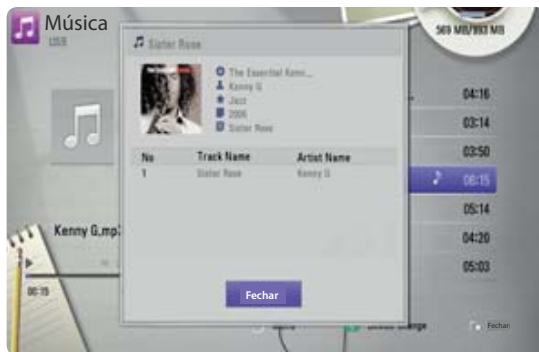 Música
USB
569 MB/993 MB
Sister Rose
The Essential Kenn...
Kenny G
Jazz
2006
Sister Rose
No Track Name Artist Name
1 Sister Rose Kenny G
04:16
03:14
03:50
06:15
05:14
04:20
05:03
Kenny G.mp3
06:15
Fechar
Change
Fechar